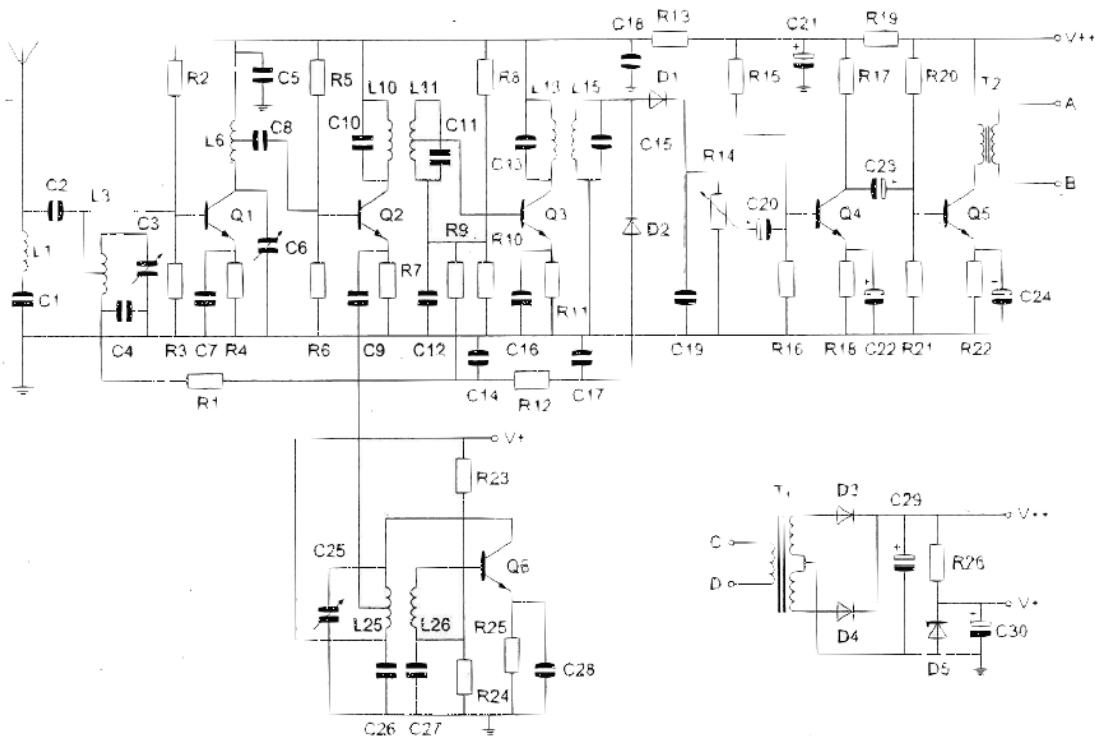 C18
R13
C21
R19
V++
R2
C5
R5
L10
L11
R8
L13
L15
D1
R15
R17
R20
T2
C8
L6
C10
C11
C13
C15
A
C2
L3
R14
C23
B
C3
Q1
Q2
Q3
C20
Q4
Q5
L1
C6
R9
R10
D2
R7
C1
R11
C24
C4
R3
C7
R4
R6
C9
C12
C16
C19
R16
R18
C22
R21
R22
R1
C14
R12
C17
V+
R23
T1
D3
C29
V++
C25
Q6
C
D
R26
L25
L26
R25
D4
V+
C30
R24
C28
D5
C26
C27